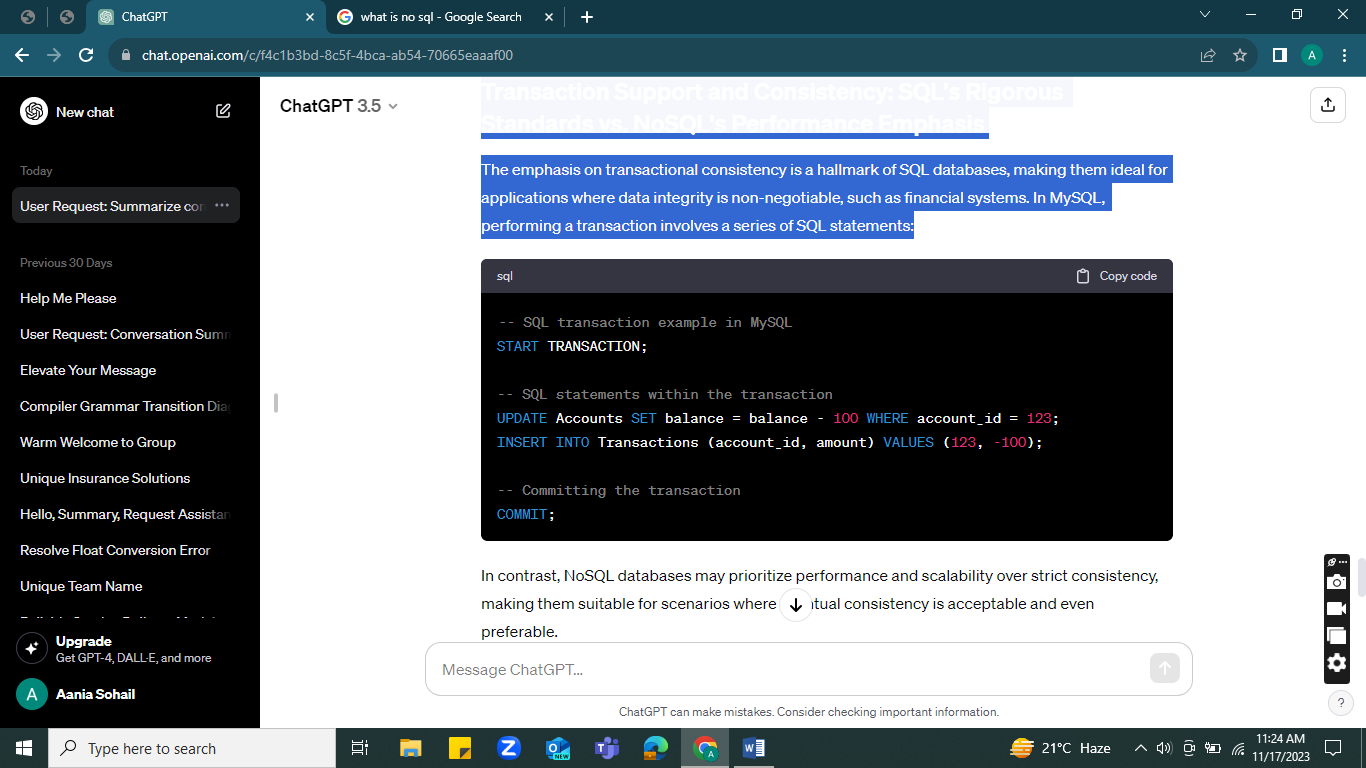 ChatGPT
what is no sql - Google Search
chat.openai.com/c/f4c1b3bd-8c5f-4bca-ab54-70665eaaaf00
A
New chat
Today
User Request: Summarize con
Previous 30 Days
Help Me Please
User Request: Conversation Summ
Elevate Your Message
Compiler Grammar Transition Dia
Warm Welcome to Group
Unique Insurance Solutions
Hello, Summary, Request Assistan
Resolve Float Conversion Error
Unique Team Name
Upgrade
Get GPT-4, DALL·E, and more
A
Aania Sohail
ChatGPT 3.5
Transaction Support and Consistency: SQL's Rigorous
Standards vs. NoSQL's Performance Emphasis
The emphasis on transactional consistency is a hallmark of SQL databases, making them ideal for
applications where data integrity is non-negotiable, such as financial systems. In MySQL,
performing a transaction involves a series of SQL statements:
sql
Copy code
-- SQL transaction example in MySQL
START TRANSACTION;
-- SQL statements within the transaction
UPDATE Accounts SET balance = balance - 100 WHERE account_id = 123;
INSERT INTO Transactions (account_id, amount) VALUES (123, -100);
-- Committing the transaction
COMMIT;
In contrast, NoSQL databases may prioritize performance and scalability over strict consistency,
making them suitable for scenarios where tual consistency is acceptable and even
preferable.
Message ChatGPT...
ChatGPT can make mistakes. Consider checking important information.
?
Type here to search
21°C Haze
11:24 AM
11/17/2023